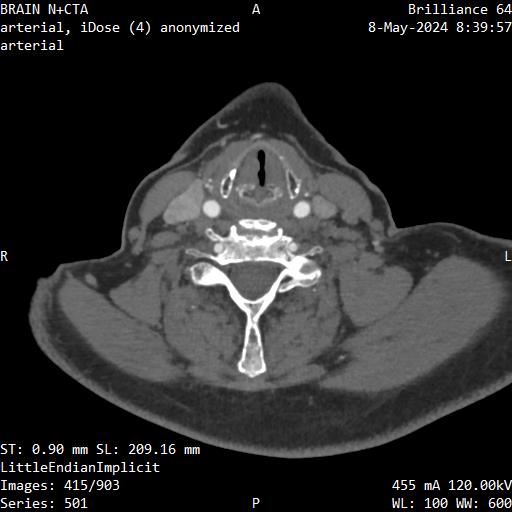 BRAIN N+CTA
A
Brilliance 64
arterial, iDose (4) anonymized
8-May-2024 8:39:57
arterial
R
L
ST: 0.90 mm SL: 209.16 mm
LittleEndianImplicit
Images: 415/903
455 mA 120.00kV
Series: 501
P
WL: 100 WW: 600